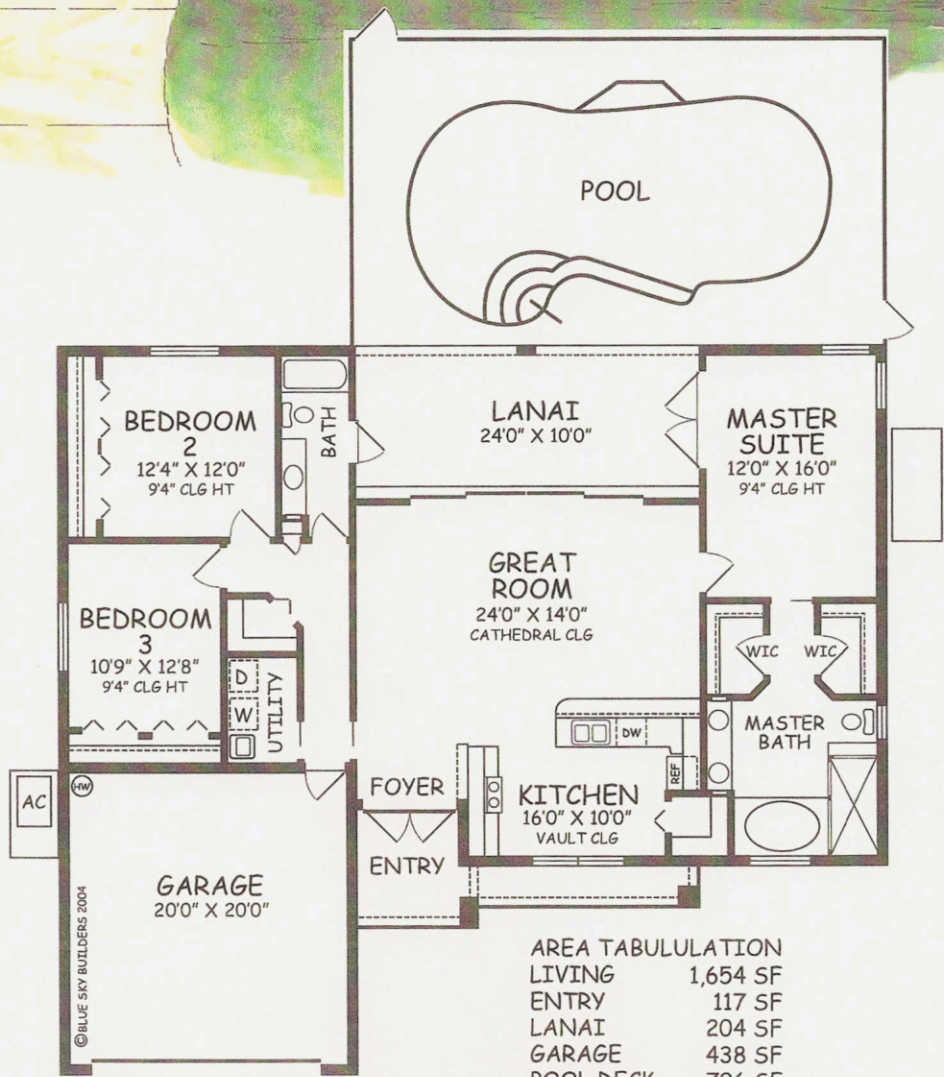 POOL
LANAI
24'0" X 10'0"
BEDROOM
2
12'4" X 12'0"
9'4" CLG HT
BATH
MASTER
SUITE
12'0" X 16'0"
9'4" CLG HT
GREAT
ROOM
24'0" X 14'0"
CATHEDRAL CLG
BEDROOM
3
10'9" X 12'8"
9'4" CLG HT
D
W
UTILITY
WIC
WIC
MASTER
BATH
DW
REF
KITCHEN
16'0" X 10'0"
VAULT CLG
FOYER
ENTRY
AC
HW
GARAGE
20'0" X 20'0"
©BLUE SKY BUILDERS 2004
AREA TABULULATION
LIVING 1,654 SF
ENTRY 117 SF
LANAI 204 SF
GARAGE 438 SF